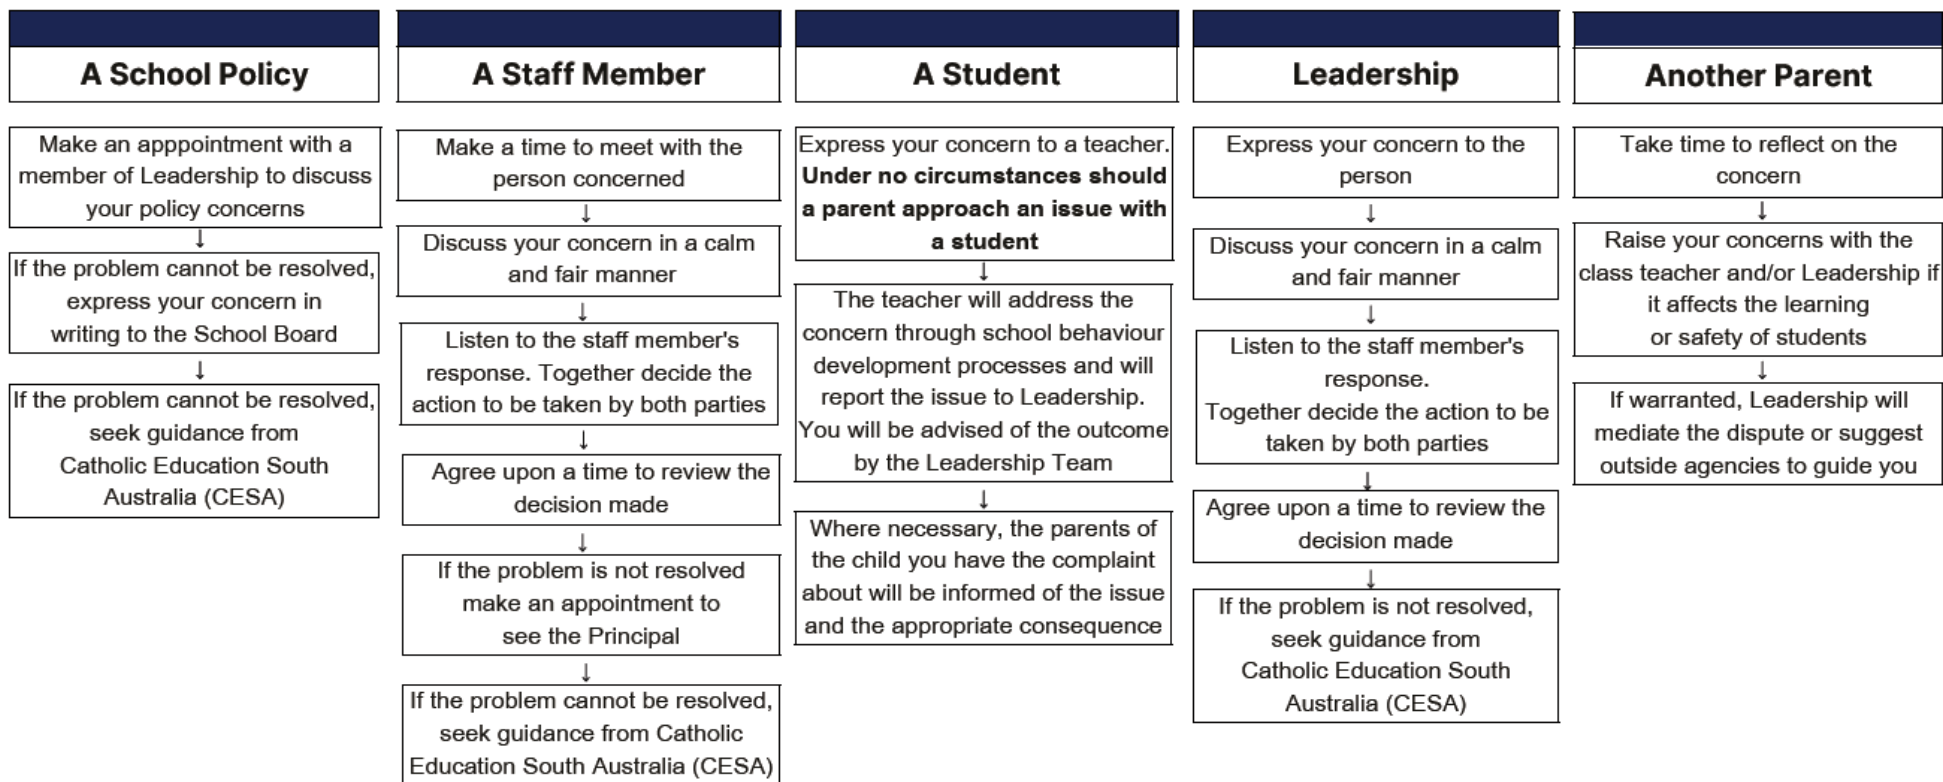 A School Policy
Make an apppointment with a
member of Leadership to discuss
your policy concerns
↓
If the problem cannot be resolved,
express your concern in
writing to the School Board
↓
If the problem cannot be resolved,
seek guidance from
Catholic Education South
Australia (CESA)
A Staff Member
Make a time to meet with the
person concerned
↓
Discuss your concern in a calm
and fair manner
↓
Listen to the staff member's
response. Together decide the
action to be taken by both parties
↓
Agree upon a time to review the
decision made
↓
If the problem is not resolved
make an appointment to
see the Principal
↓
If the problem cannot be resolved,
seek guidance from Catholic
Education South Australia (CESA)
A Student
Express your concern to a teacher.
Under no circumstances should
a parent approach an issue with
a student
↓
The teacher will address the
concern through school behaviour
development processes and will
report the issue to Leadership.
You will be advised of the outcome
by the Leadership Team
↓
Where necessary, the parents of
the child you have the complaint
about will be informed of the issue
and the appropriate consequence
Leadership
Express your concern to the
person
↓
Discuss your concern in a calm
and fair manner
↓
Listen to the staff member's
response.
Together decide the action to be
taken by both parties
↓
Agree upon a time to review the
decision made
↓
If the problem is not resolved,
seek guidance from
Catholic Education South
Australia (CESA)
Another Parent
Take time to reflect on the
concern
↓
Raise your concerns with the
class teacher and/or Leadership if
it affects the learning
or safety of students
↓
If warranted, Leadership will
mediate the dispute or suggest
outside agencies to guide you